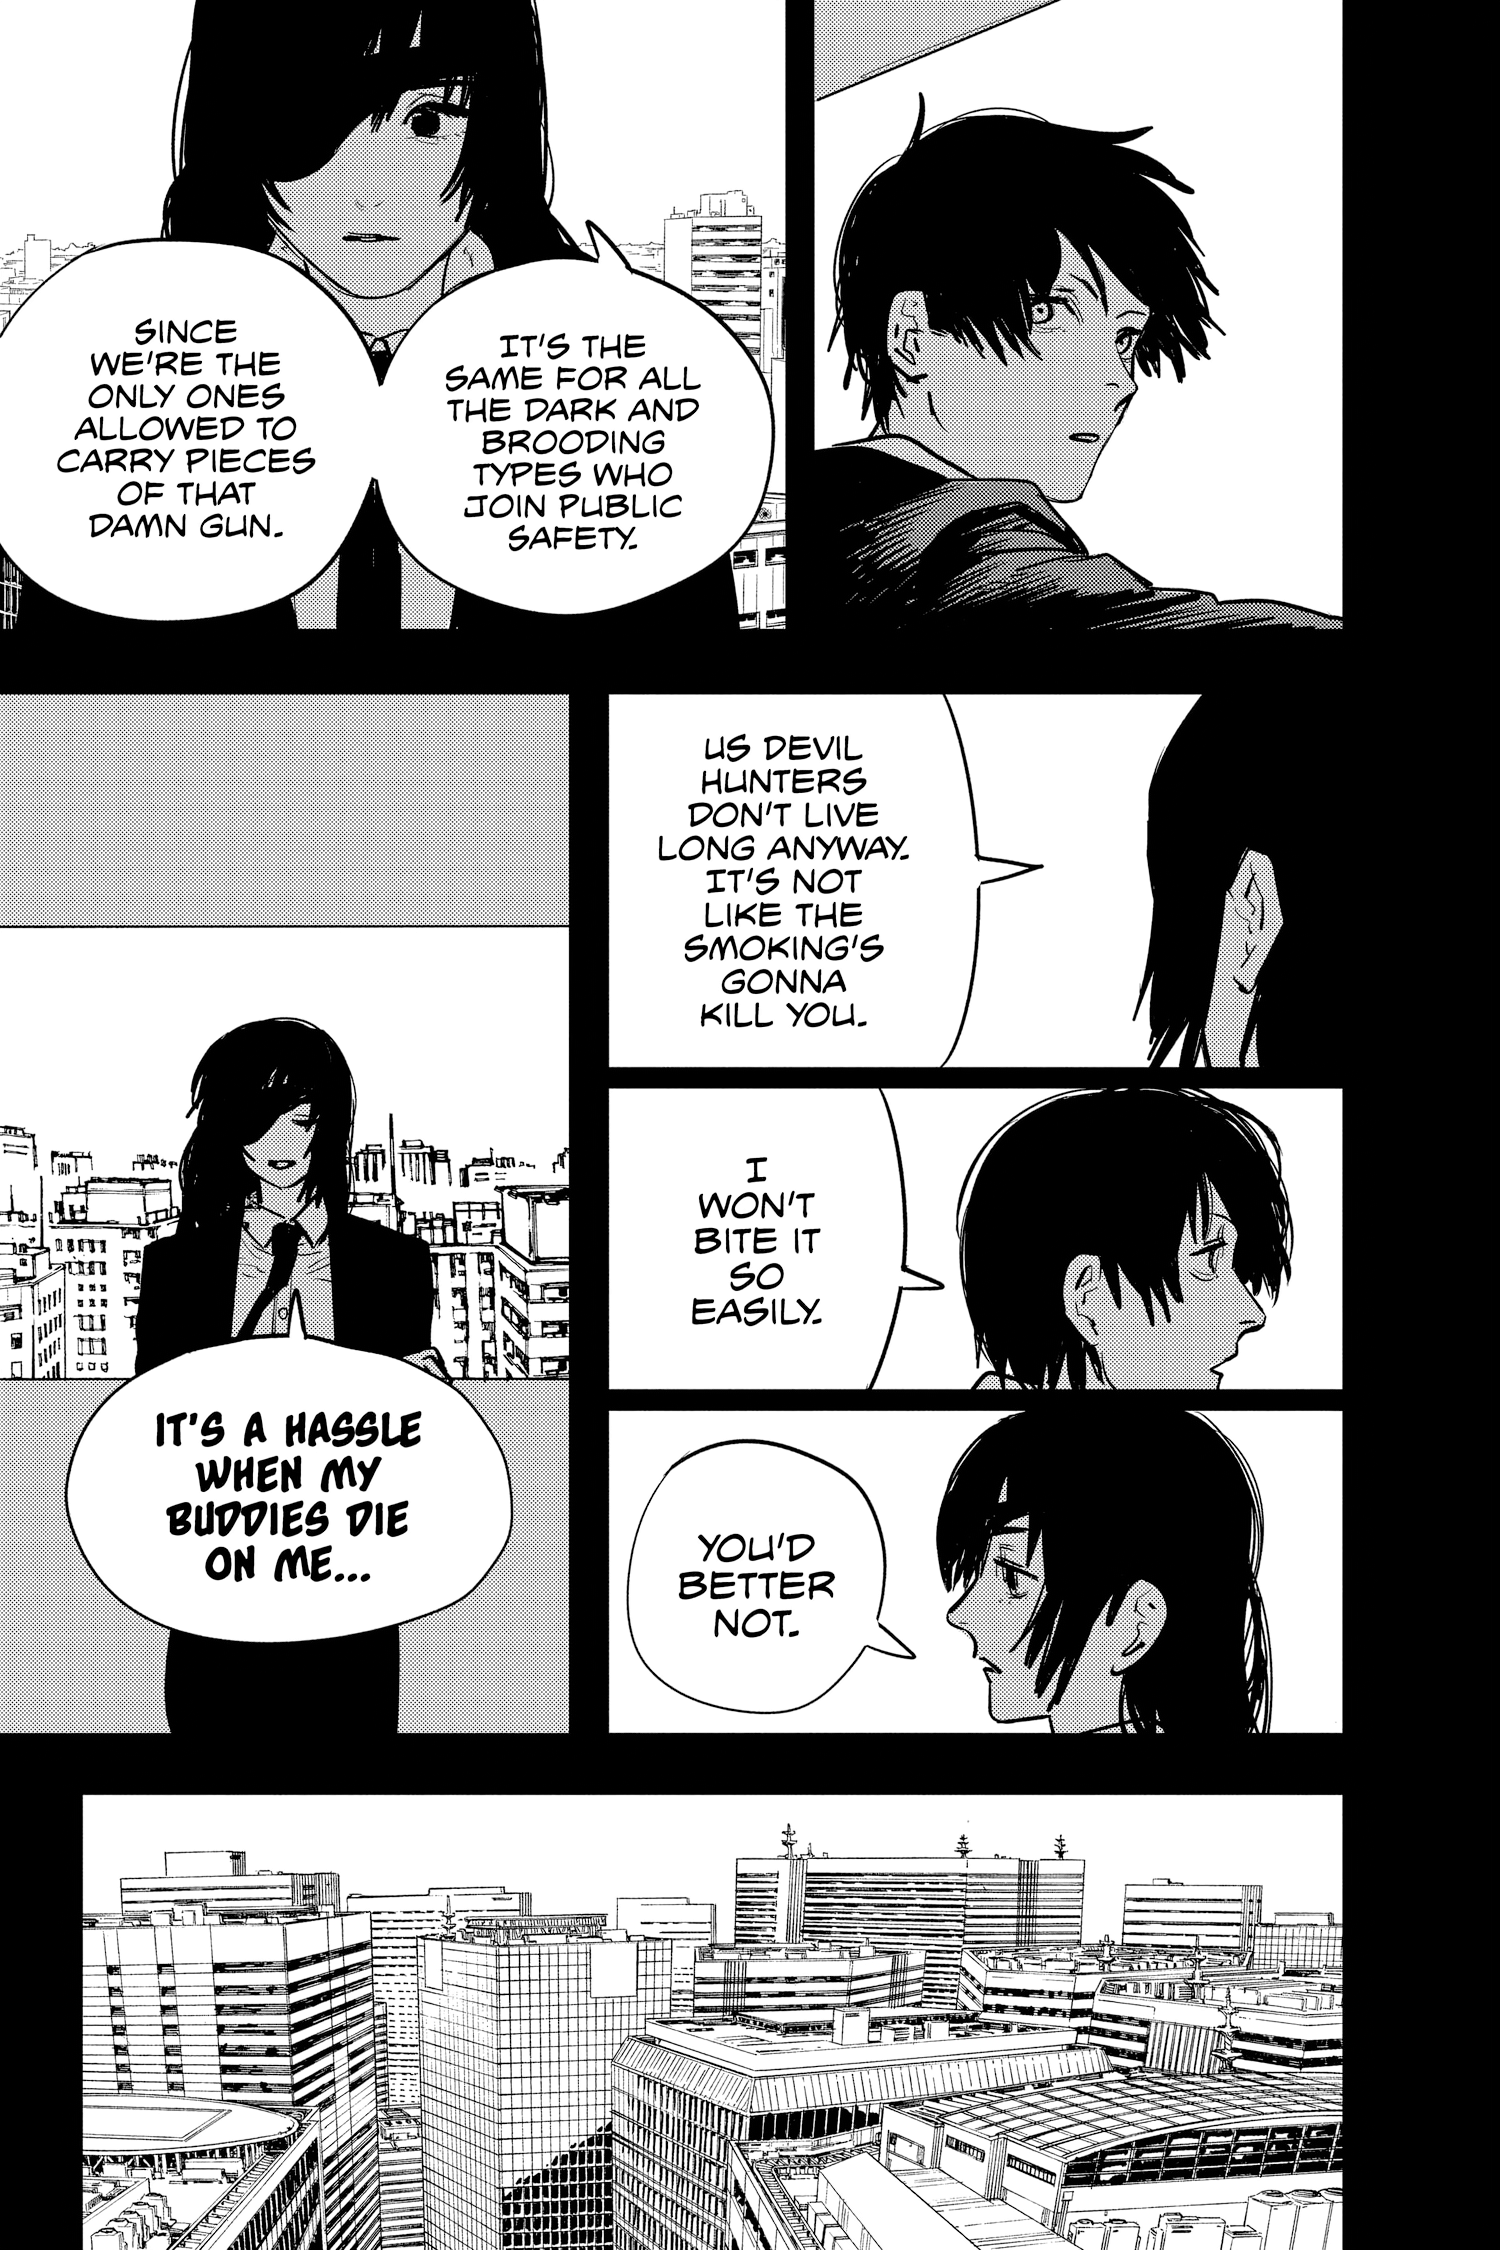 IT'S THE
SAME FOR ALL
THE DARK AND
BROODING
TYPES WHO
JOIN PUBLIC
SAFETY.
SINCE
WE'RE THE
ONLY ONES
ALLOWED TO
CARRY PIECES
OF THAT
DAMN GUN.
US DEVIL
HUNTERS
DON'T LIVE
LONG ANYWAY.
IT'S NOT
LIKE THE
SMOKING'S
GONNA
KILL YOU.
I
WON'T
BITE IT
SO
EASILY.
YOU'D
BETTER
NOT.
IT'S A HASSLE
WHEN MY
BUDDIES DIE
ON ME...